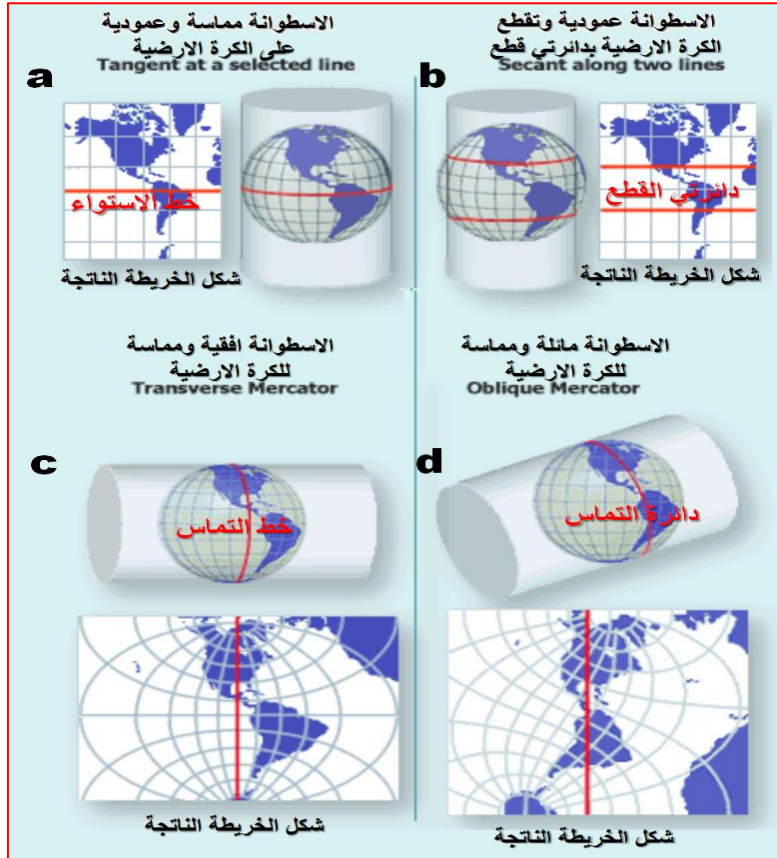 الاسطوانة مماسة وعمودية
على الكرة الارضية
Tangent at a selected line
a
خط الاستواء
شكل الخريطة الناتجة
الاسطوانة عمودية وتقطع
الكرة الارضية بدائرتي قطع
Secant along two lines
b
دائرتي القطع
شكل الخريطة الناتجة
الاسطوانة افقية ومماسة
للكرة الارضية
Transverse Mercator
c
خط التماس
شكل الخريطة الناتجة
الاسطوانة مائلة ومماسة
للكرة الارضية
Oblique Mercator
d
دائرة التماس
شكل الخريطة الناتجة